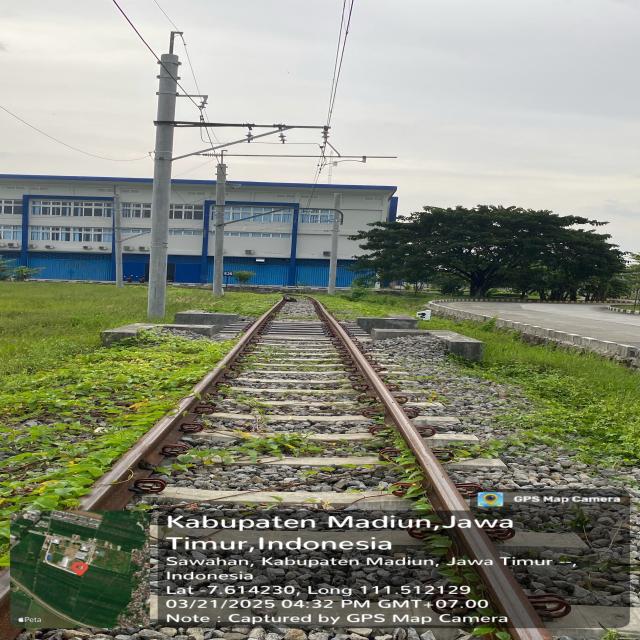 GPS Map Camera
Kabupaten Madiun,Jawa
Timur,Indonesia
Sawahan, Kabupaten Madiun, Jawa Timur --,
Indonesia
Lat -7.614230, Long 111.512129
03/21/2025 04:32 PM GMT+07:00
Note : Captured by GPS Map Camera
Peta